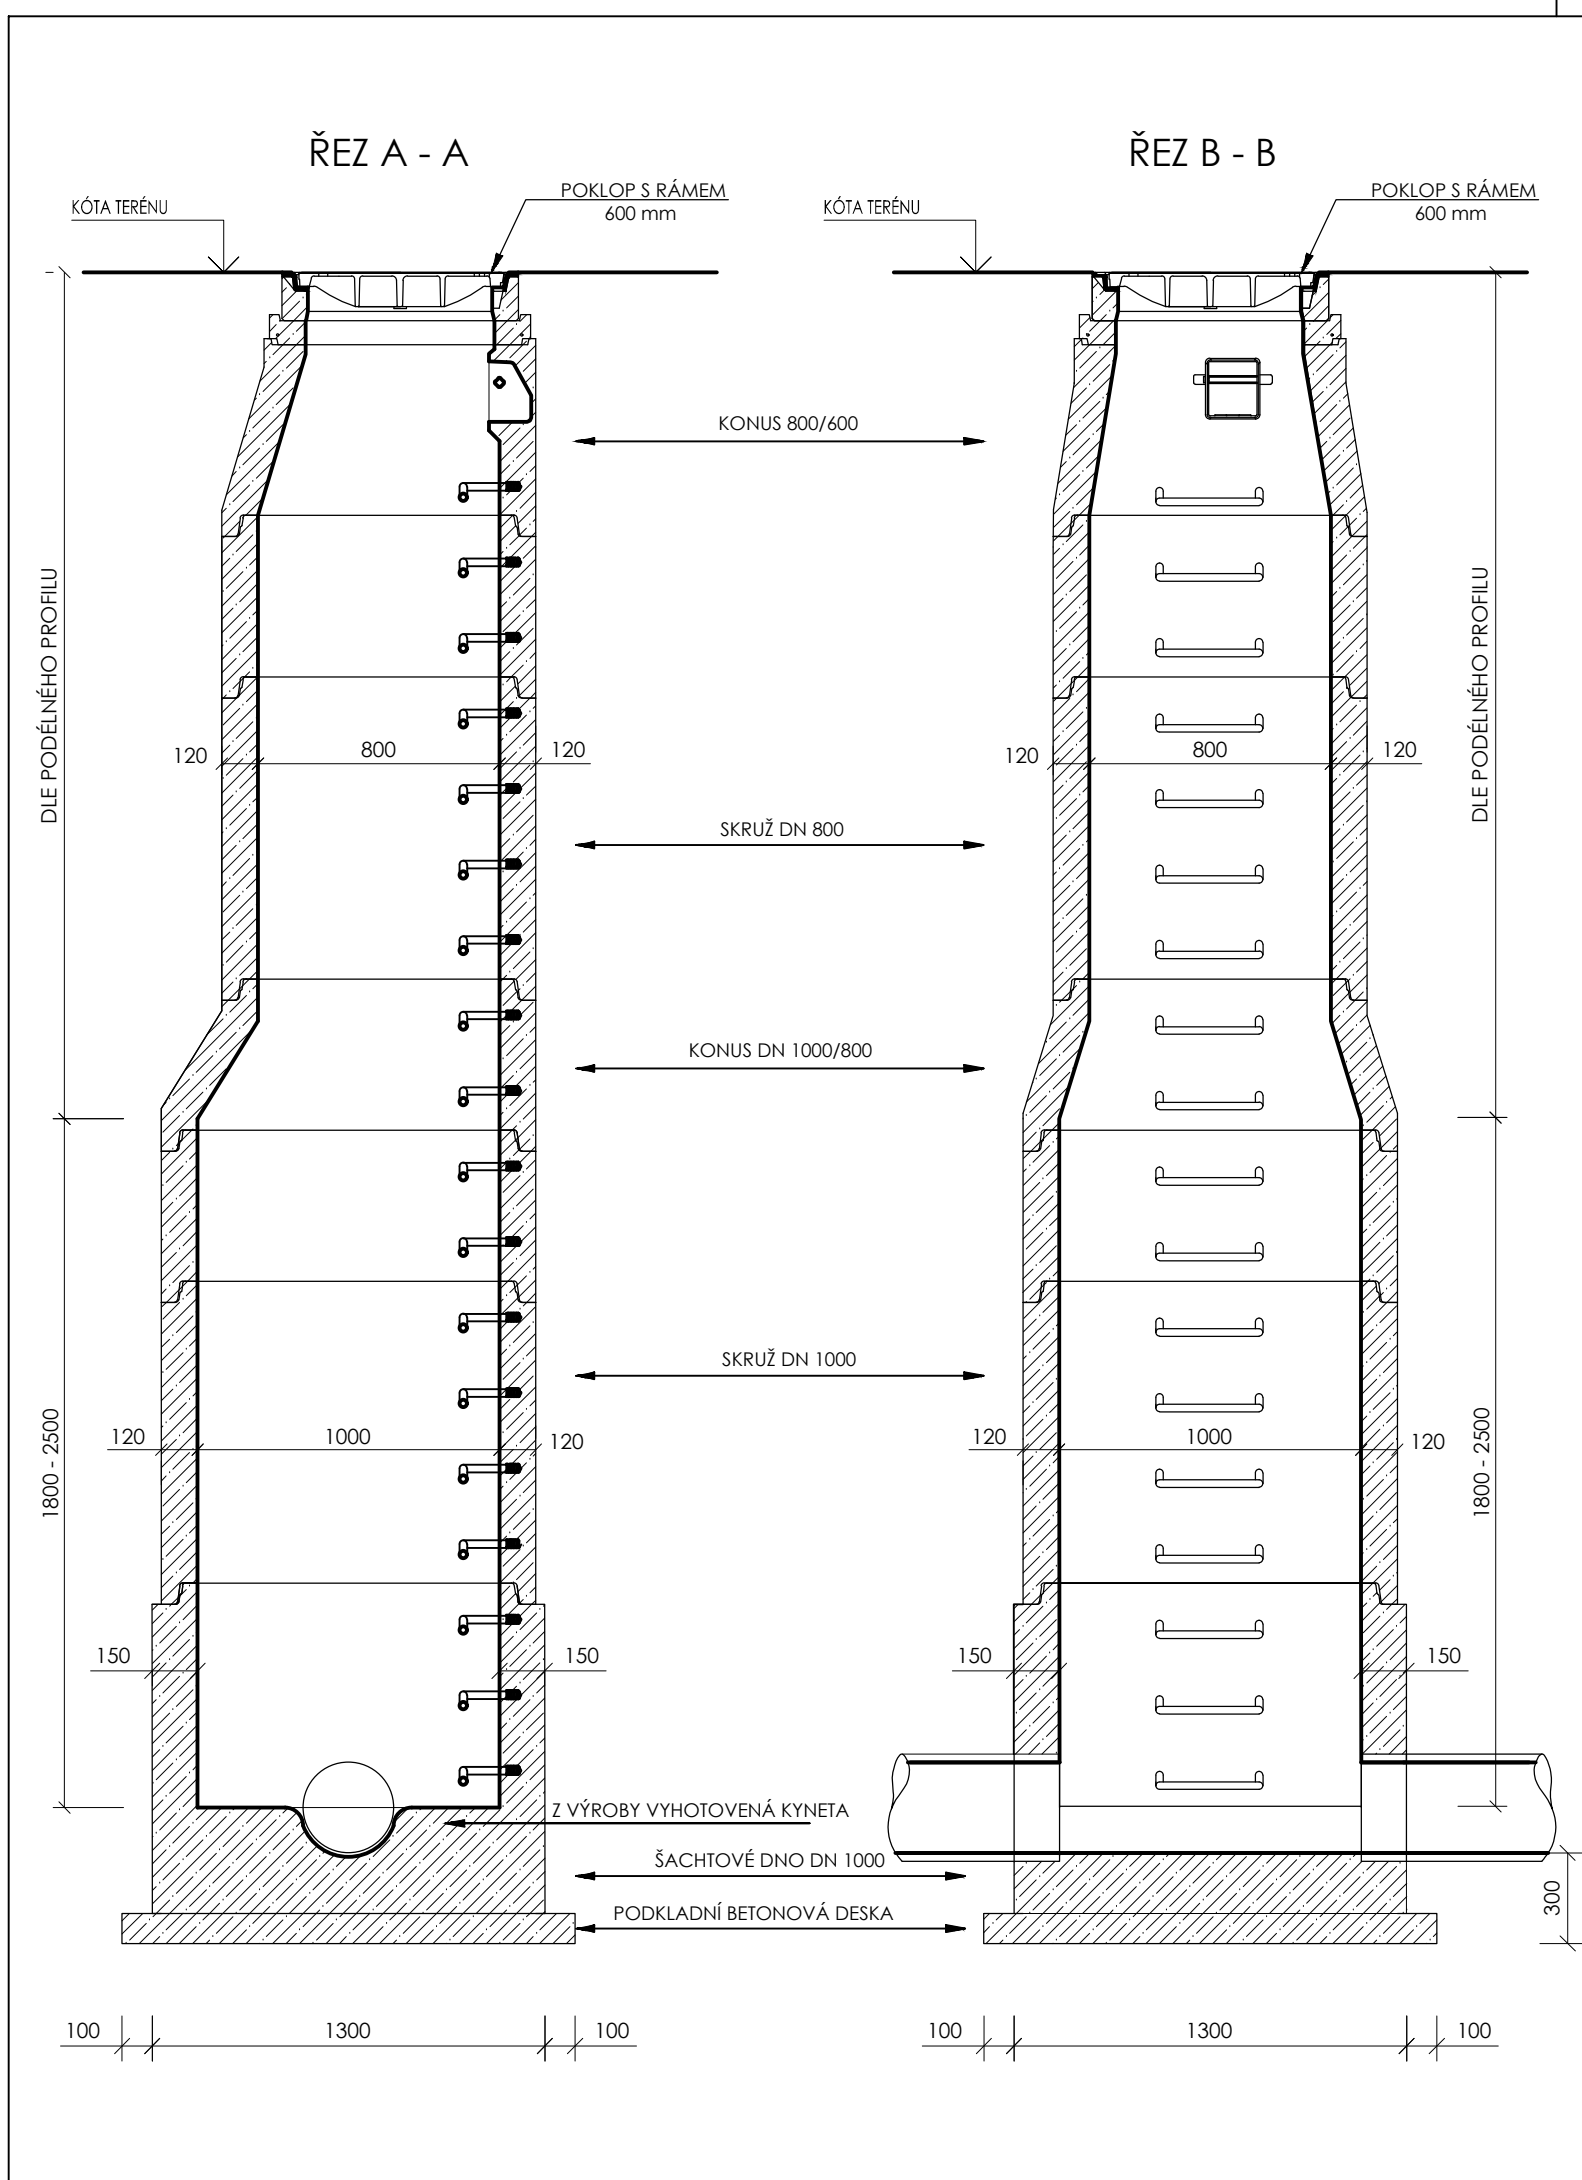 ŘEZ A - A
ŘEZ B - B
KÓTA TERÉNU
POKLOP S RÁMEM
600 mm
KÓTA TERÉNU
POKLOP S RÁMEM
600 mm
KONUS 800/600
DLE PODÉLNÉHO PROFILU
DLE PODÉLNÉHO PROFILU
120 800 120
120 800 120
SKRUŽ DN 800
KONUS DN 1000/800
SKRUŽ DN 1000
1800 - 2500
1800 - 2500
120 1000 120
120 1000 120
150 150
150 150
Z VÝROBY VYHOTOVENÁ KYNETA
ŠACHTOVÉ DNO DN 1000
PODKLADNÍ BETONOVÁ DESKA
300
100 1300 100
100 1300 100